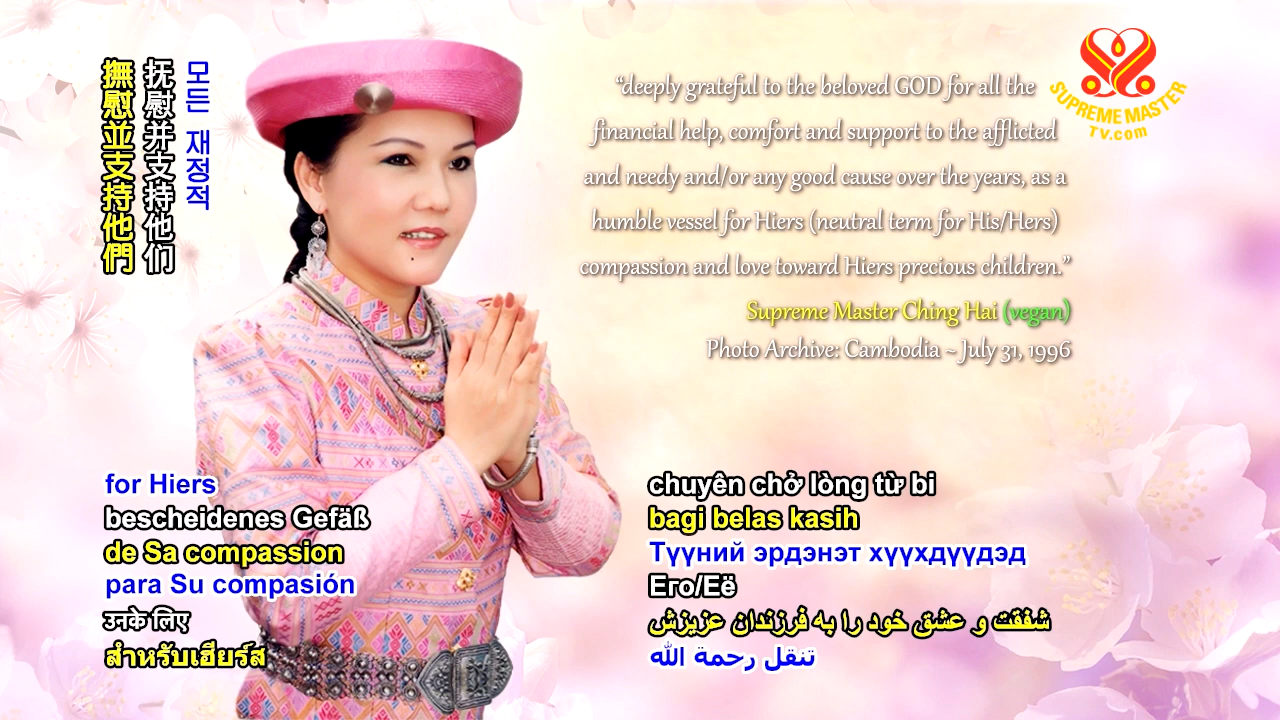 “deeply grateful to the beloved GOD for all the
financial help, comfort and support to the afflicted
and needy and/or any good cause over the years, as a
humble vessel for Hiers (neutral term for His/Hers)
compassion and love toward Hiers precious children.”
Supreme Master Ching Hai (vegan)
Photo Archive: Cambodia ~ July 31, 1996
SUPREME MASTER
TV.com
모든 재정적
抚慰并支持他们
撫慰並支持他們
for Hiers
bescheidenes Gefäß
de Sa compassion
para Su compasión
उनके लिए
สำหรับเฮียร์ส
chuyên chở lòng từ bi
bagi belas kasih
Түүний эрдэнэт хүүхдүүдэд
Его/Её
شفقت و عشق خود را به فرزندان عزیزش
تنقل رحمة الله